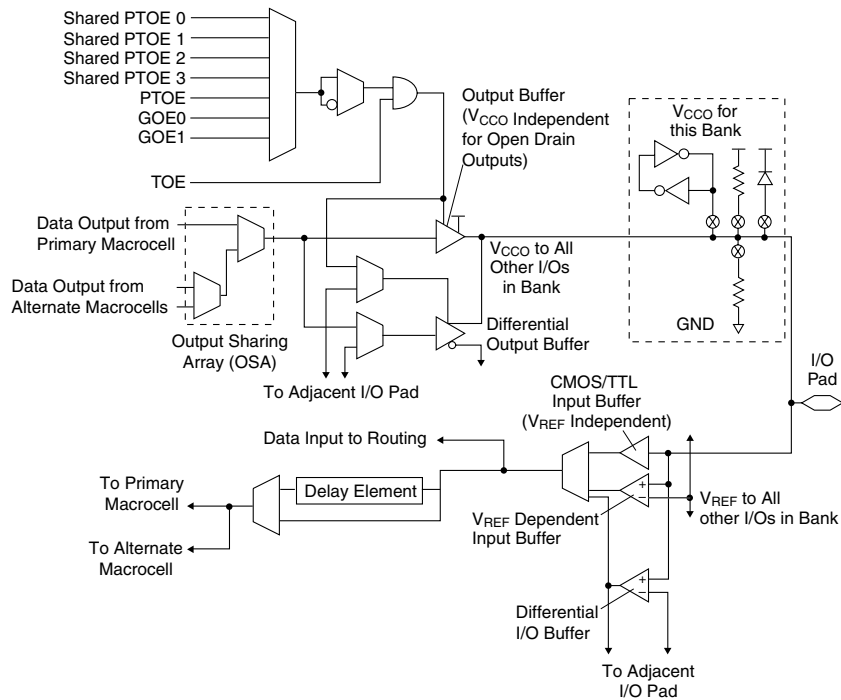 Shared PTOE 0
Shared PTOE 1
Shared PTOE 2
Shared PTOE 3
PTOE
GOE0
GOE1
TOE
Output Buffer
(VCCO Independent
for Open Drain
Outputs)
VCCO for
this Bank
Data Output from
Primary Macrocell
Data Output from
Alternate Macrocells
Output Sharing
Array (OSA)
VCCO to All
Other I/Os
in Bank
Differential
Output Buffer
GND
To Adjacent I/O Pad
I/O
Pad
CMOS/TTL
Input Buffer
(VREF Independent)
Data Input to Routing
To Primary
Macrocell
Delay Element
+
–
VREF Dependent
Input Buffer
VREF to All
other I/Os in Bank
To Alternate
Macrocell
+
–
Differential
I/O Buffer
To Adjacent
I/O Pad